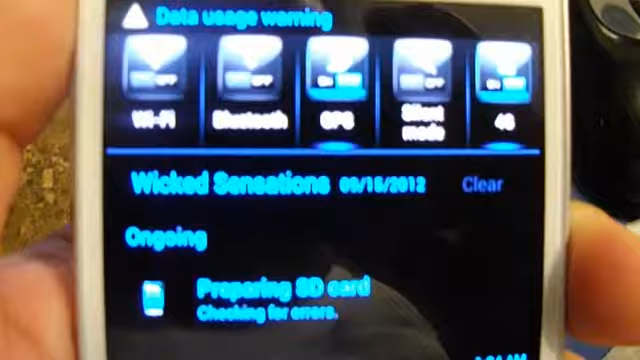 Data usage warning
Wi-Fi Bluetooth GPS Silent mode 4G
Wicked Sensations 09/18/2012 Clear
Ongoing
Preparing SD card
Checking for errors.